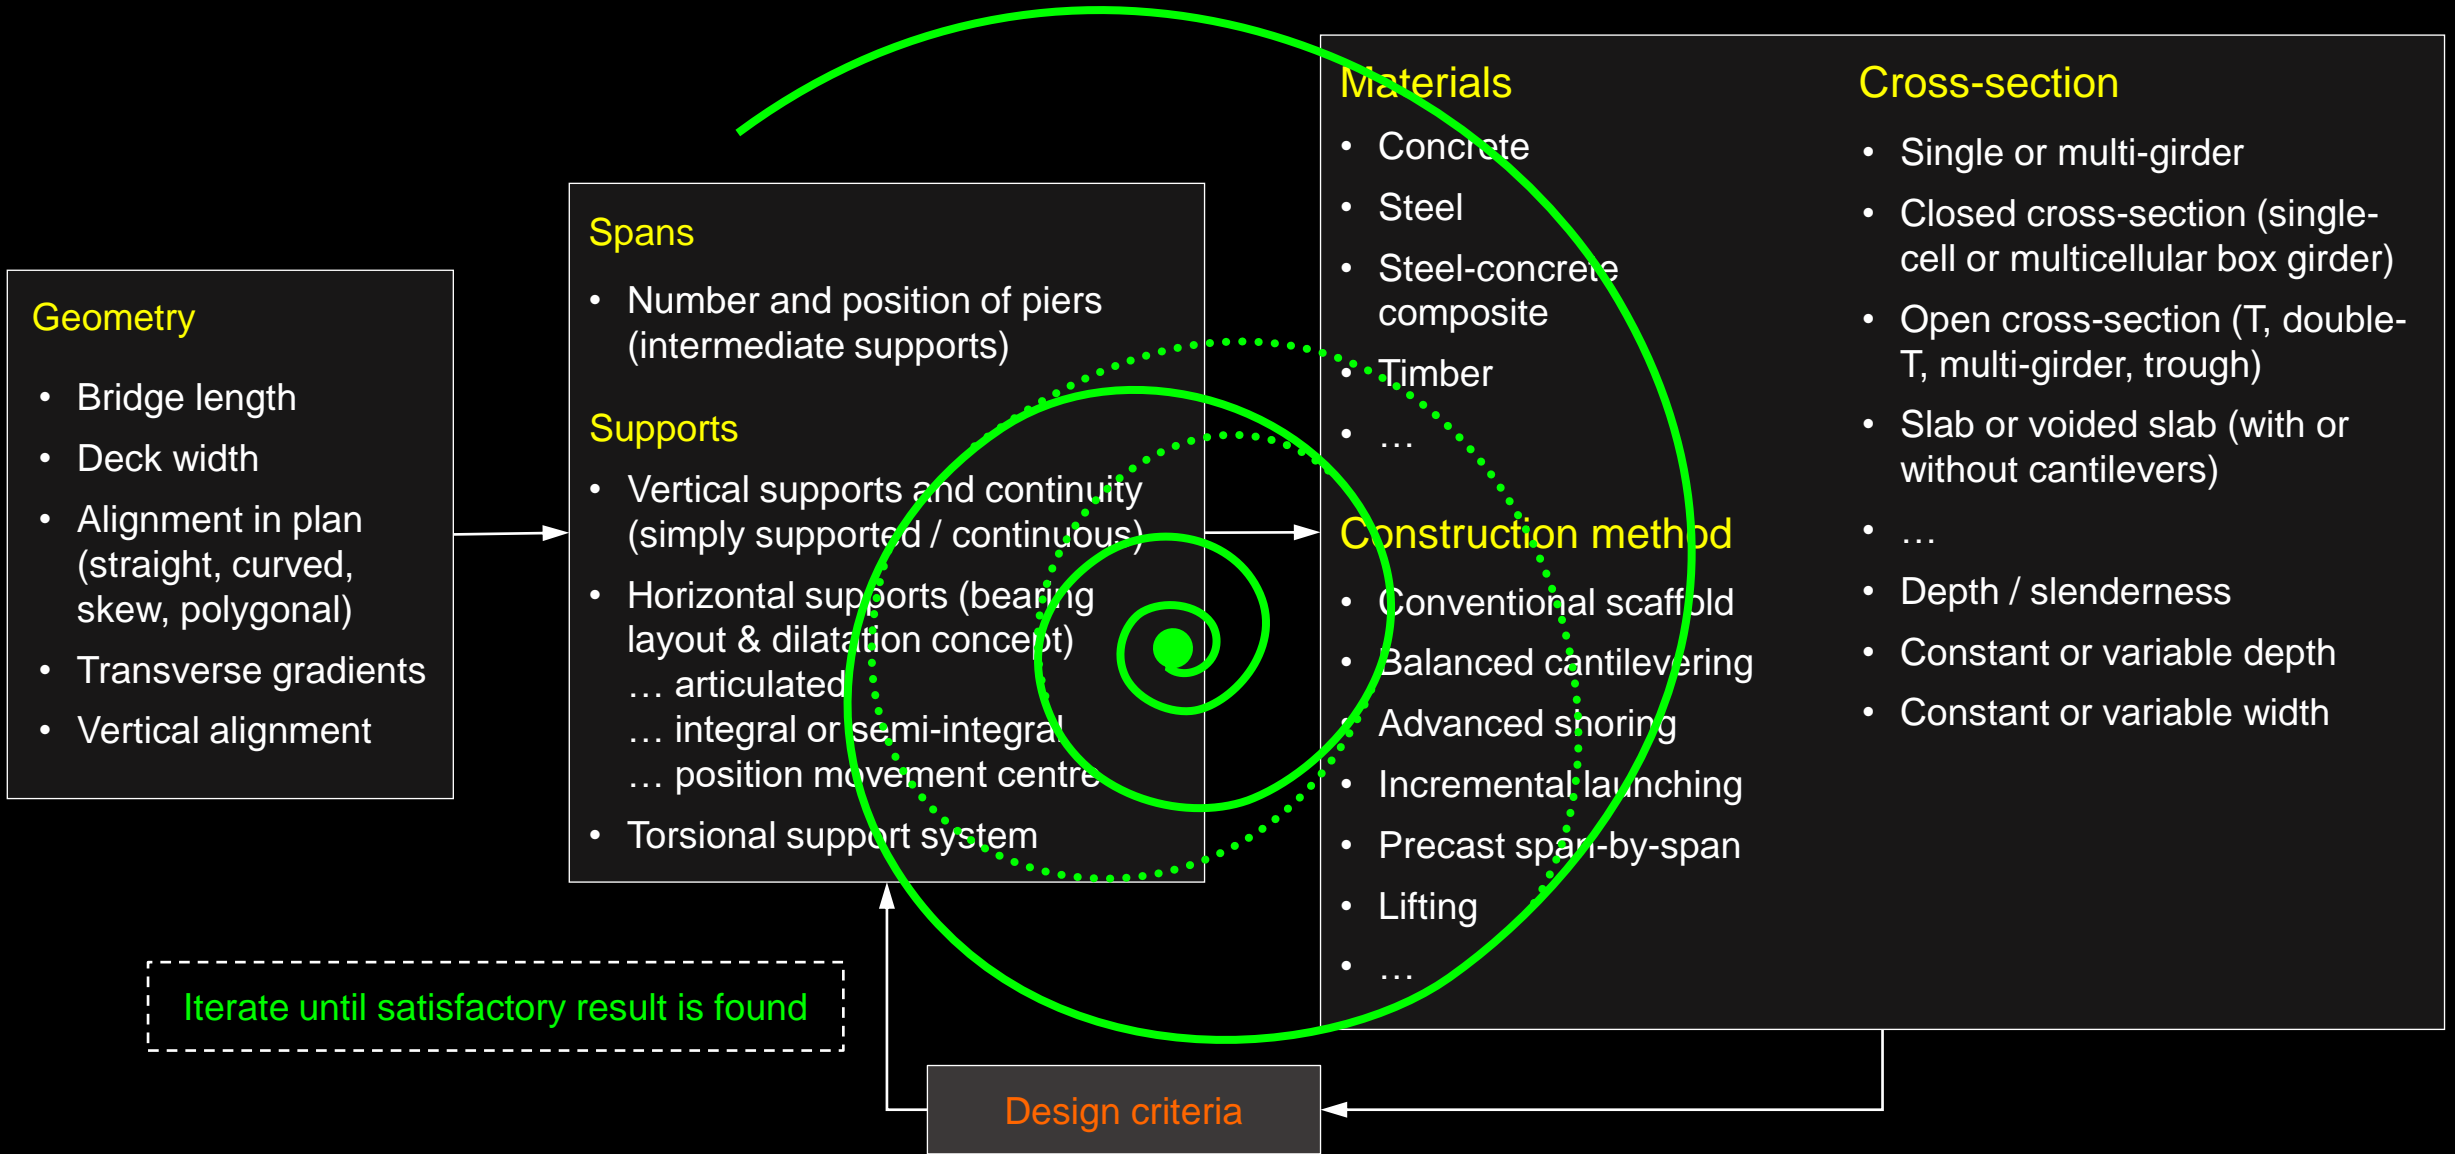 Geometry
• Bridge length
• Deck width
• Alignment in plan
(straight, curved,
skew, polygonal)
• Transverse gradients
• Vertical alignment
Spans
• Number and position of piers
(intermediate supports)
Supports
• Vertical supports and continuity
(simply supported / continuous)
• Horizontal supports (bearing
layout & dilatation concept)
… articulated
… integral or semi-integral
… position movement centre
• Torsional support system
Materials
• Concrete
• Steel
• Steel-concrete
composite
• Timber
• …
Construction method
• Conventional scaffold
• Balanced cantilevering
• Advanced shoring
• Incremental launching
• Precast span-by-span
• Lifting
• …
Cross-section
• Single or multi-girder
• Closed cross-section (single-
cell or multicellular box girder)
• Open cross-section (T, double-
T, multi-girder, trough)
• Slab or voided slab (with or
without cantilevers)
• …
• Depth / slenderness
• Constant or variable depth
• Constant or variable width
Iterate until satisfactory result is found
Design criteria